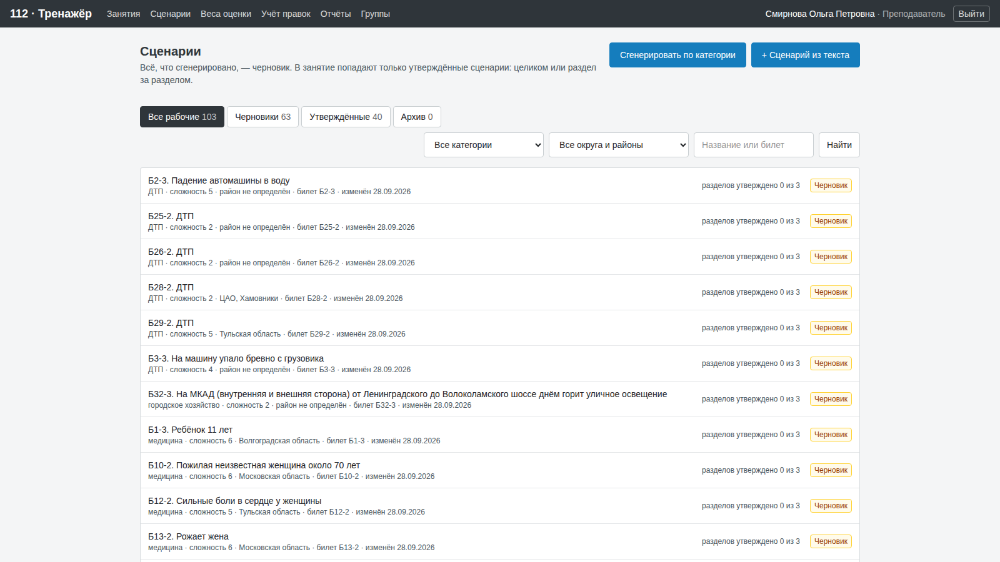 112 · Тренажёр Занятия Сценарии Веса оценки Учёт правок Отчёты Группы Смирнова Ольга Петровна · Преподаватель Выйти
Сценарии
Всё, что сгенерировано, — черновик. В занятие попадают только утверждённые сценарии: целиком или раздел
за разделом.
Сгенерировать по категории + Сценарий из текста
Все рабочие 103 Черновики 63 Утверждённые 40 Архив 0
Все категории Все округа и районы Название или билет Найти
Б2-3. Падение автомашины в воду
ДТП · сложность 5 · район не определён · билет Б2-3 · изменён 28.09.2026
разделов утверждено 0 из 3 Черновик
Б25-2. ДТП
ДТП · сложность 2 · район не определён · билет Б25-2 · изменён 28.09.2026
разделов утверждено 0 из 3 Черновик
Б26-2. ДТП
ДТП · сложность 2 · район не определён · билет Б26-2 · изменён 28.09.2026
разделов утверждено 0 из 3 Черновик
Б28-2. ДТП
ДТП · сложность 2 · ЦАО, Хамовники · билет Б28-2 · изменён 28.09.2026
разделов утверждено 0 из 3 Черновик
Б29-2. ДТП
ДТП · сложность 5 · Тульская область · билет Б29-2 · изменён 28.09.2026
разделов утверждено 0 из 3 Черновик
Б3-3. На машину упало бревно с грузовика
ДТП · сложность 4 · район не определён · билет Б3-3 · изменён 28.09.2026
разделов утверждено 0 из 3 Черновик
Б32-3. На МКАД (внутренняя и внешняя сторона) от Ленинградского до Волоколамского шоссе днём горит уличное освещение
городское хозяйство · сложность 2 · район не определён · билет Б32-3 · изменён 28.09.2026
разделов утверждено 0 из 3 Черновик
Б1-3. Ребёнок 11 лет
медицина · сложность 6 · Волгоградская область · билет Б1-3 · изменён 28.09.2026
разделов утверждено 0 из 3 Черновик
Б10-2. Пожилая неизвестная женщина около 70 лет
медицина · сложность 6 · Московская область · билет Б10-2 · изменён 28.09.2026
разделов утверждено 0 из 3 Черновик
Б12-2. Сильные боли в сердце у женщины
медицина · сложность 5 · Тульская область · билет Б12-2 · изменён 28.09.2026
разделов утверждено 0 из 3 Черновик
Б13-2. Рожает жена
медицина · сложность 6 · Московская область · билет Б13-2 · изменён 28.09.2026
разделов утверждено 0 из 3 Черновик